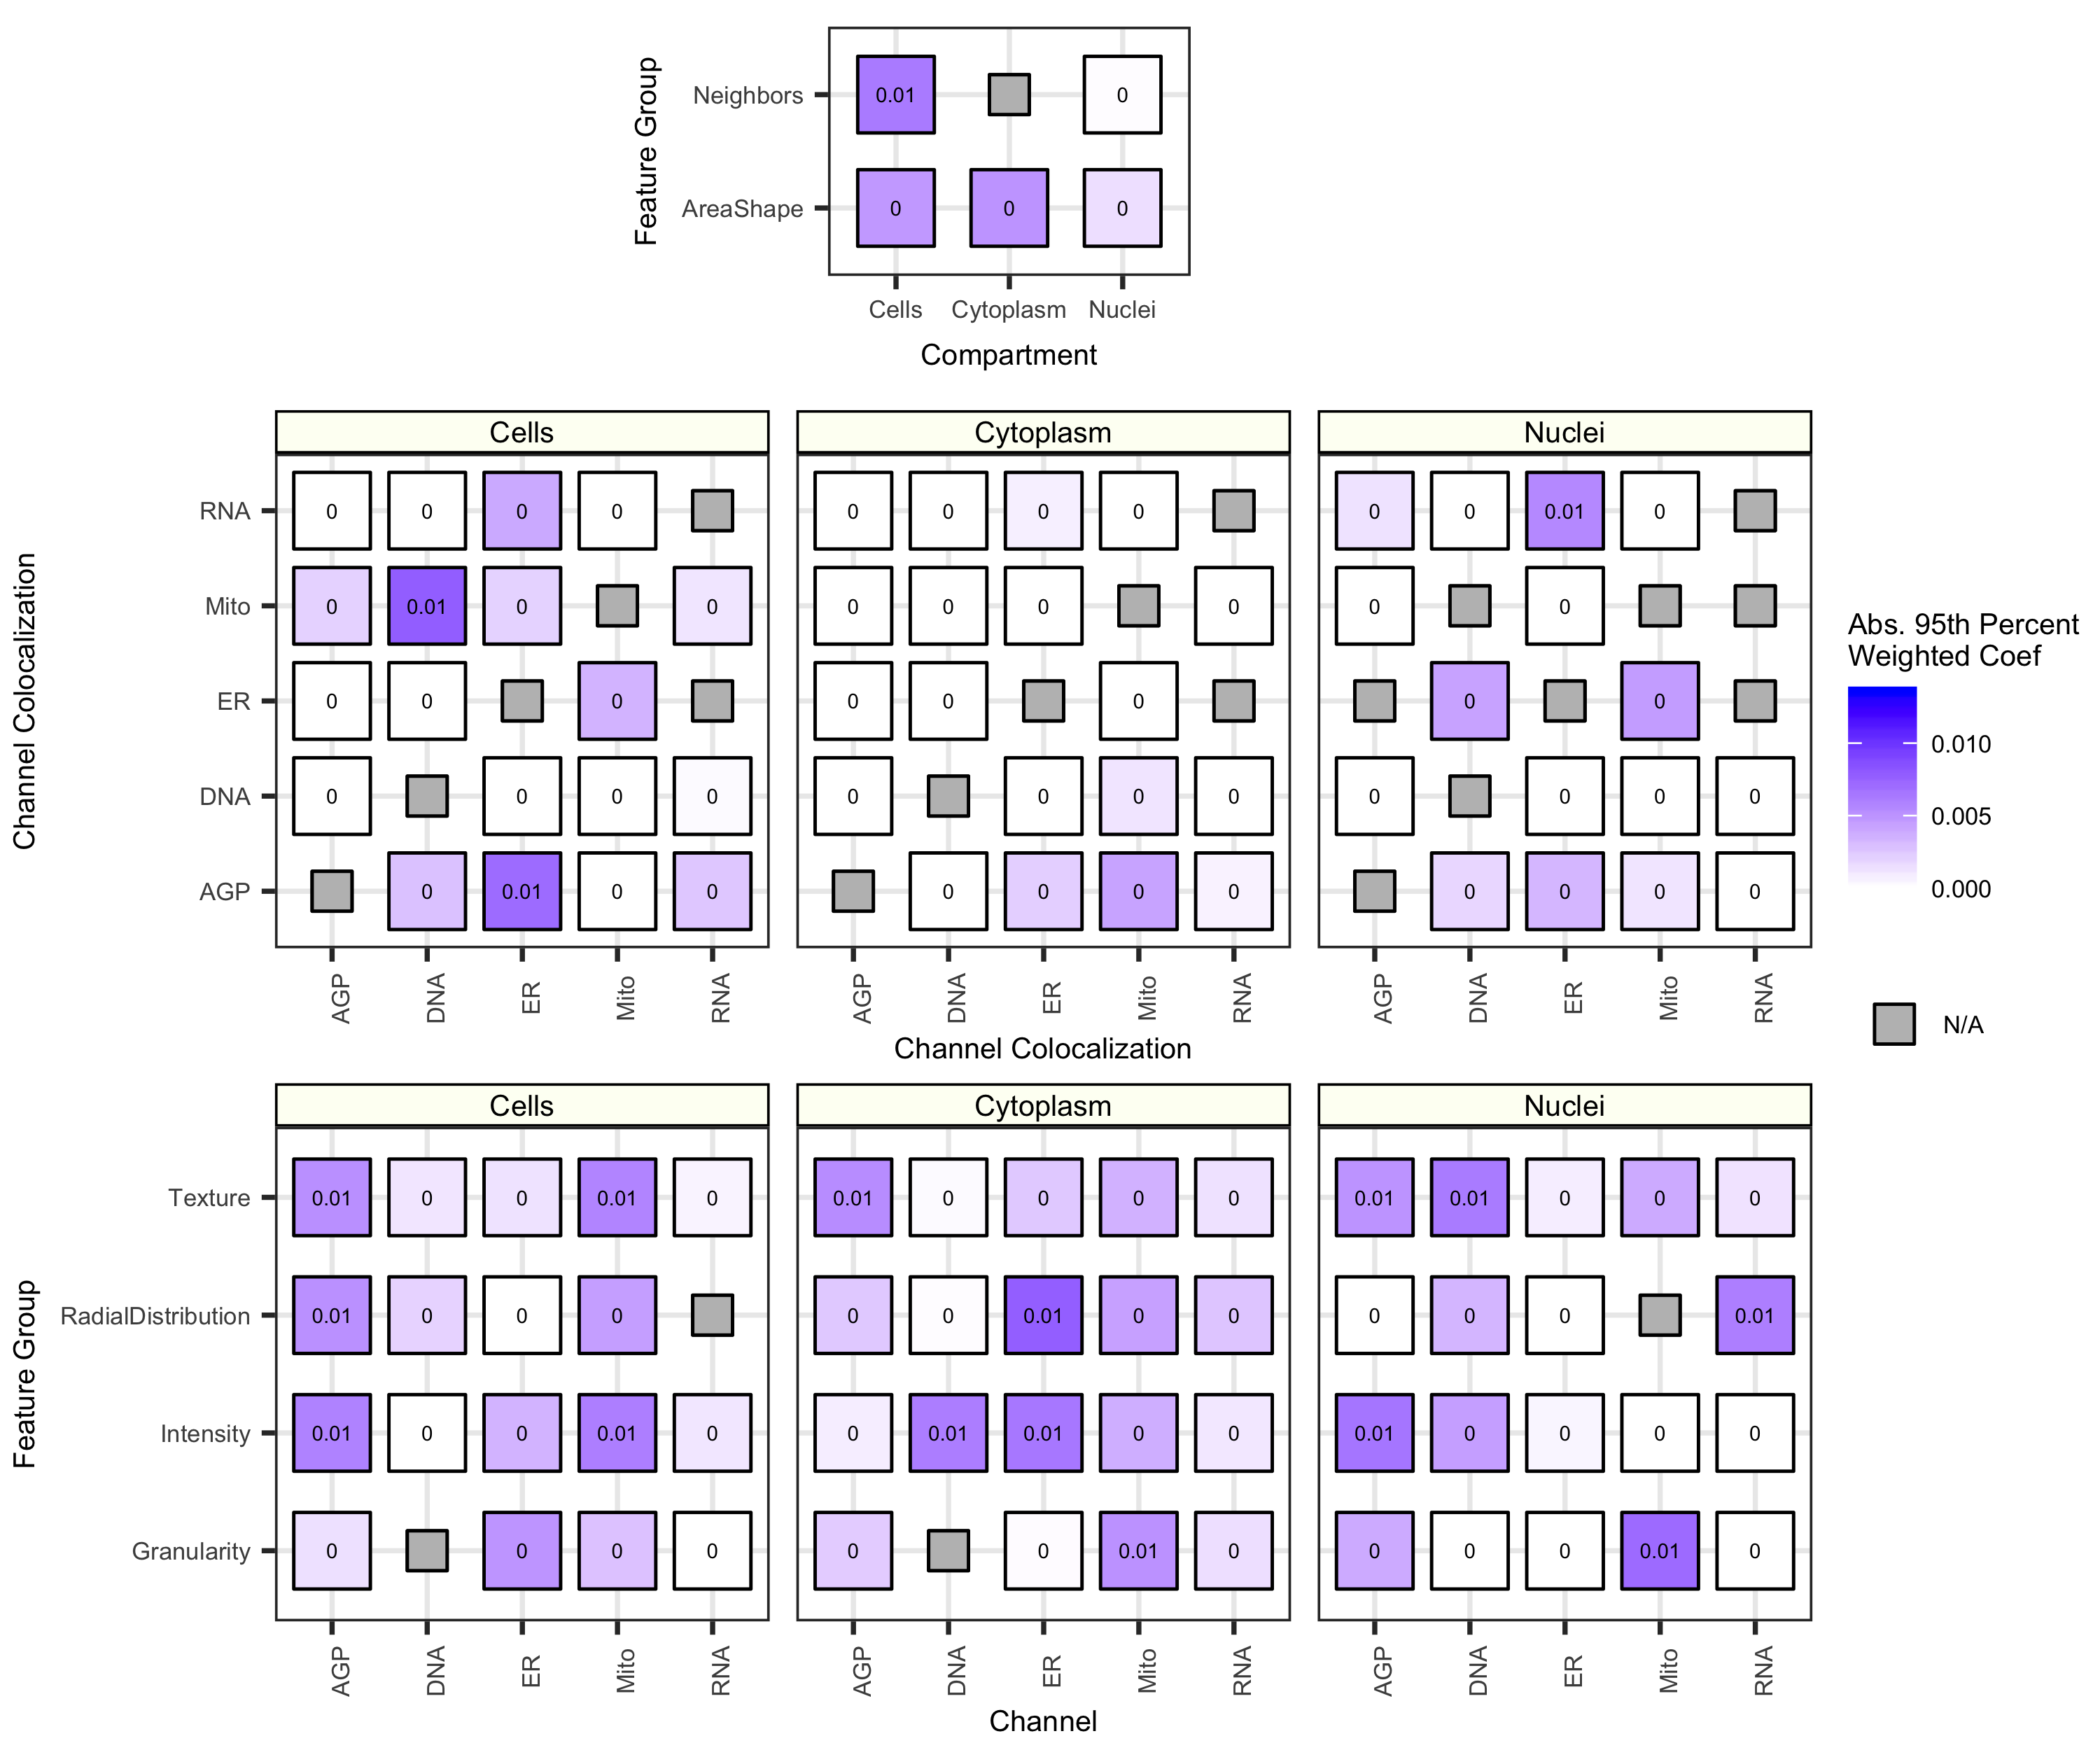 Feature Group
Neighbors 0.01 0
AreaShape 0 0 0
Cells Cytoplasm Nuclei
Compartment
Cells Cytoplasm Nuclei
Channel Colocalization
RNA 0 0 0 0 0 0 0 0 0 0 0.01 0
Mito 0 0.01 0 0 0 0 0 0 0 0
ER 0 0 0 0 0 0 0 0
DNA 0 0 0 0 0 0 0 0 0 0 0 0
AGP 0 0.01 0 0 0 0 0 0 0 0 0 0
AGP DNA ER Mito RNA AGP DNA ER Mito RNA AGP DNA ER Mito RNA
Channel Colocalization
Abs. 95th Percent
Weighted Coef
0.010
0.005
0.000
N/A
Cells Cytoplasm Nuclei
Feature Group
Texture 0.01 0 0 0.01 0 0.01 0 0 0 0 0.01 0.01 0 0 0
RadialDistribution 0.01 0 0 0 0 0 0.01 0 0 0 0 0 0.01
Intensity 0.01 0 0 0.01 0 0 0.01 0.01 0 0 0.01 0 0 0 0
Granularity 0 0 0 0 0 0 0.01 0 0 0 0 0.01 0
AGP DNA ER Mito RNA AGP DNA ER Mito RNA AGP DNA ER Mito RNA
Channel